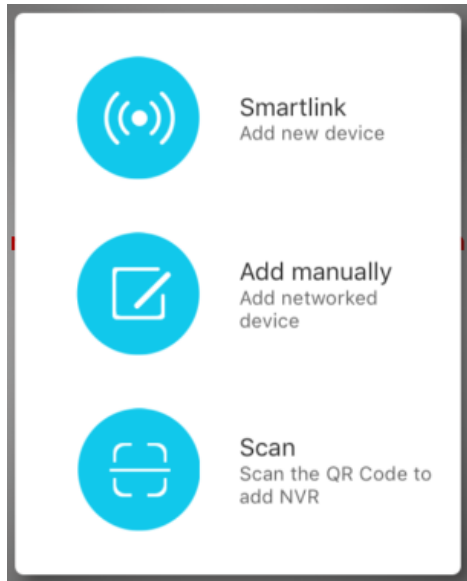 Smartlink
Add new device
Add manually
Add networked
device
Scan
Scan the QR Code to
add NVR